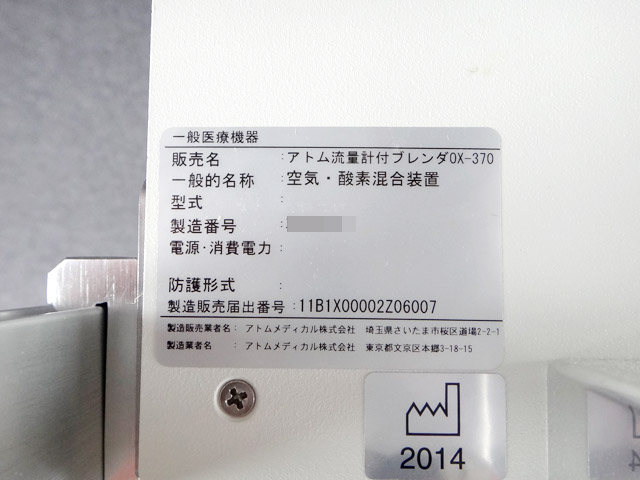 一般医療機器
販売名 : アトム流量計付ブレンダOX-370
一般的名称 : 空気・酸素混合装置
型式 :
製造番号 :
電源・消費電力 :
防護形式 :
製造販売届出番号 : 11B1X00002Z06007
製造販売業者名 : アトムメディカル株式会社 埼玉県さいたま市桜区道場2-2-1
製造業者名 : アトムメディカル株式会社 東京都文京区本郷3-18-15
2014